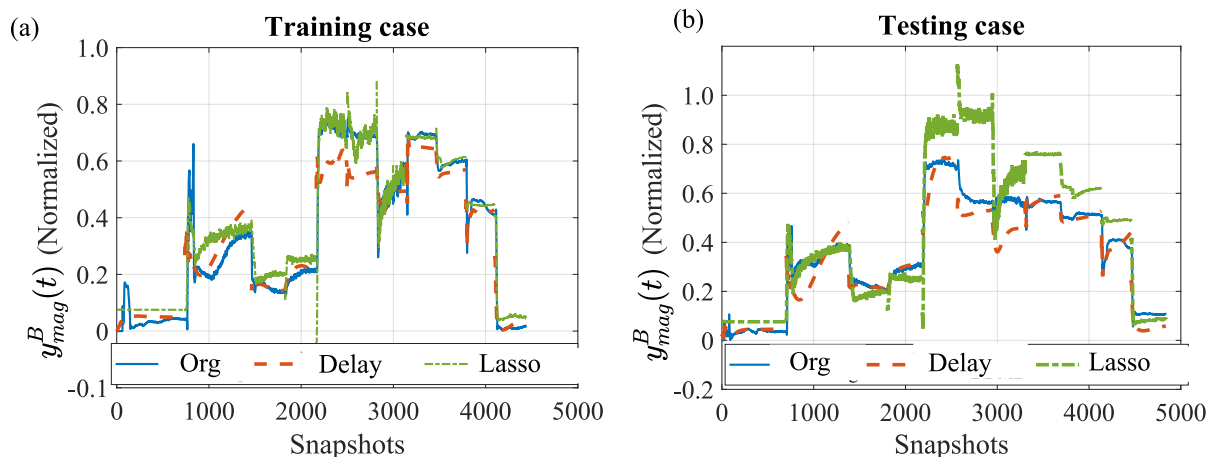 (a)
Training case
1.0
0.8
0.6
0.4
0.2
0
-0.1
y_mag^B(t) (Normalized)
Org Delay Lasso
0 1000 2000 3000 4000 5000
Snapshots
(b)
Testing case
1.0
0.8
0.6
0.4
0.2
0
-0.2
y_mag^B(t) (Normalized)
Org Delay Lasso
0 1000 2000 3000 4000 5000
Snapshots